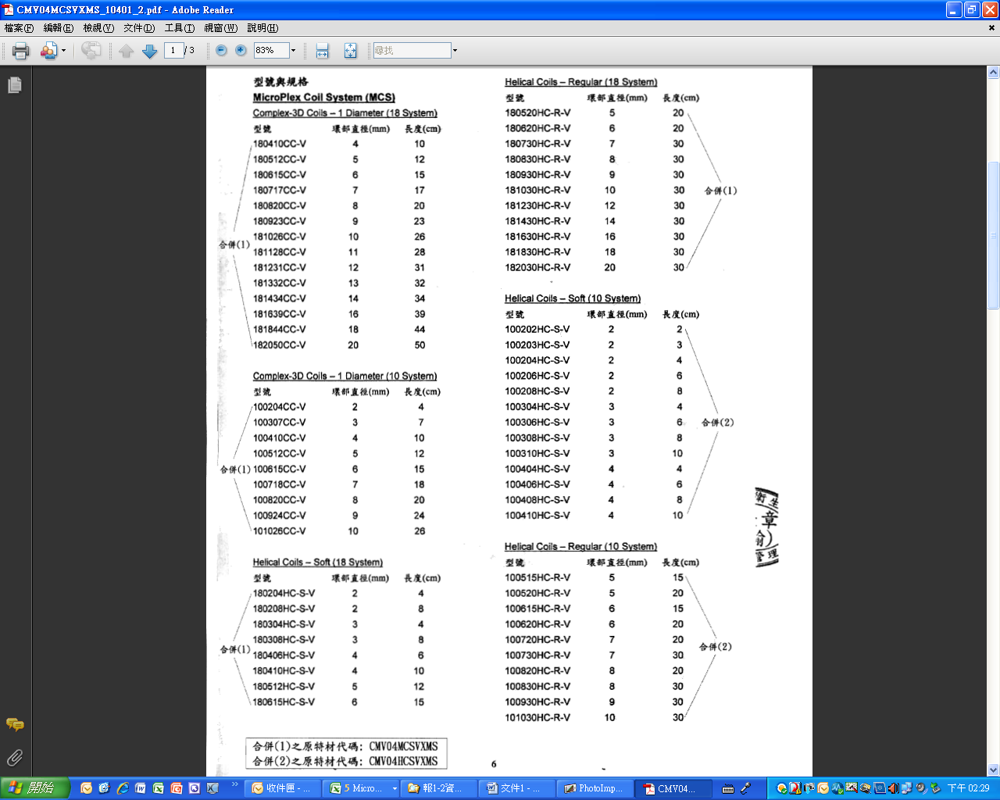 CMV04MCSVXMS_10401_2.pdf - Adobe Reader
檔案(F) 編輯(E) 檢視(V) 文件(D) 工具(T) 視窗(W) 說明(H)
1 / 3 83% 尋找
型號與規格
MicroPlex Coil System (MCS)
Complex-3D Coils – 1 Diameter (18 System)
型號 環部直徑(mm) 長度(cm)
180410CC-V 4 10
180512CC-V 5 12
180615CC-V 6 15
180717CC-V 7 17
180820CC-V 8 20
180923CC-V 9 23
181026CC-V 10 26
合併(1)
181128CC-V 11 28
181231CC-V 12 31
181332CC-V 13 32
181434CC-V 14 34
181639CC-V 16 39
181844CC-V 18 44
182050CC-V 20 50
Complex-3D Coils – 1 Diameter (10 System)
型號 環部直徑(mm) 長度(cm)
100204CC-V 2 4
100307CC-V 3 7
100410CC-V 4 10
100512CC-V 5 12
合併(1) 100615CC-V 6 15
100718CC-V 7 18
100820CC-V 8 20
100924CC-V 9 24
101026CC-V 10 26
Helical Coils – Soft (18 System)
型號 環部直徑(mm) 長度(cm)
180204HC-S-V 2 4
180208HC-S-V 2 8
180304HC-S-V 3 4
180308HC-S-V 3 8
合併(1) 180406HC-S-V 4 6
180410HC-S-V 4 10
180512HC-S-V 5 12
180615HC-S-V 6 15
合併(1)之原特材代碼: CMV04MCSVXMS
合併(2)之原特材代碼: CMV04HCSVXMS
Helical Coils – Regular (18 System)
型號 環部直徑(mm) 長度(cm)
180520HC-R-V 5 20
180620HC-R-V 6 20
180730HC-R-V 7 30
180830HC-R-V 8 30
180930HC-R-V 9 30
181030HC-R-V 10 30 合併(1)
181230HC-R-V 12 30
181430HC-R-V 14 30
181630HC-R-V 16 30
181830HC-R-V 18 30
182030HC-R-V 20 30
Helical Coils – Soft (10 System)
型號 環部直徑(mm) 長度(cm)
100202HC-S-V 2 2
100203HC-S-V 2 3
100204HC-S-V 2 4
100206HC-S-V 2 6
100208HC-S-V 2 8
100304HC-S-V 3 4
100306HC-S-V 3 6 合併(2)
100308HC-S-V 3 8
100310HC-S-V 3 10
100404HC-S-V 4 4
100406HC-S-V 4 6
100408HC-S-V 4 8
100410HC-S-V 4 10
Helical Coils – Regular (10 System)
型號 環部直徑(mm) 長度(cm)
100515HC-R-V 5 15
100520HC-R-V 5 20
100615HC-R-V 6 15
100620HC-R-V 6 20
100720HC-R-V 7 20
合併(2)
100730HC-R-V 7 30
100820HC-R-V 8 20
100830HC-R-V 8 30
100930HC-R-V 9 30
101030HC-R-V 10 30
衛生
章
管理
6
開始 收件匣 - ... 5 Micro... 報1-2資... 文件1 - ... PhotoImp... CMV04... 下午 02:29